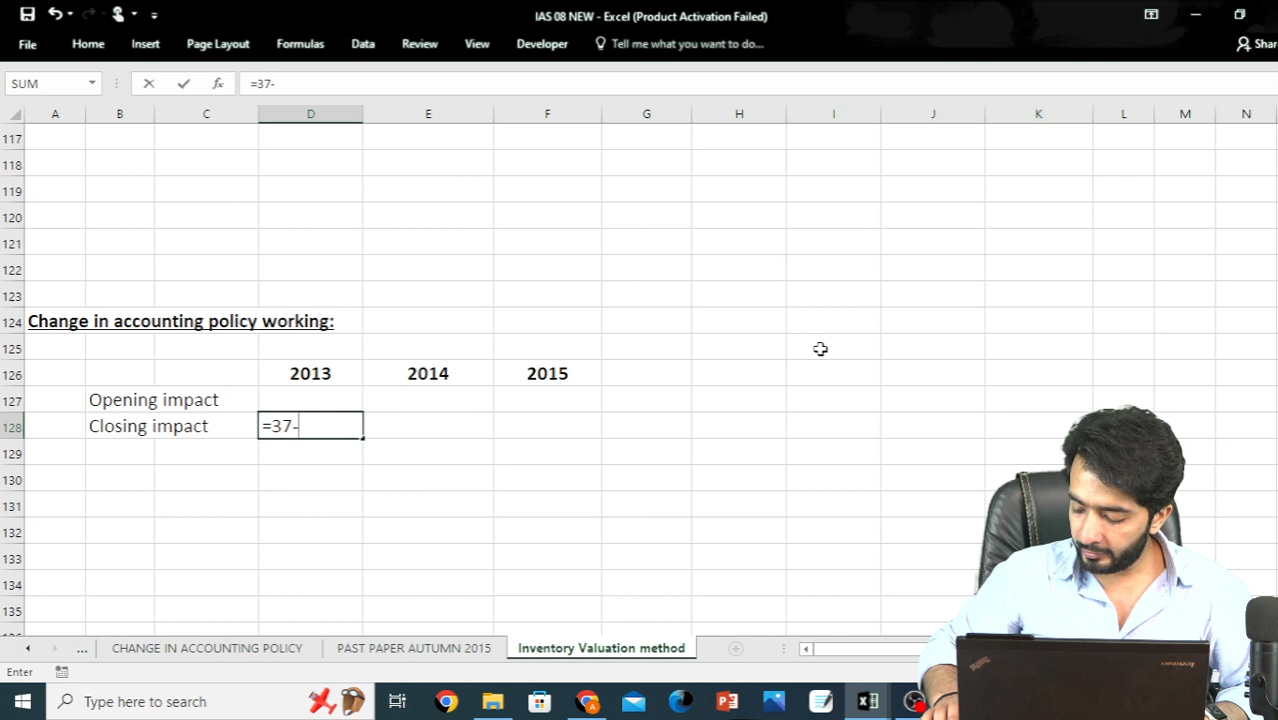 IAS 08 NEW - Excel (Product Activation Failed)
File Home Insert Page Layout Formulas Data Review View Developer Tell me what you want to do... Shar
SUM =37-
A B C D E F G H I J K L M N
117
118
119
120
121
122
123
124 Change in accounting policy working:
125
126 2013 2014 2015
127 Opening impact
128 Closing impact =37-
129
130
131
132
133
134
135
... CHANGE IN ACCOUNTING POLICY PAST PAPER AUTUMN 2015 Inventory Valuation method
Enter
Type here to search